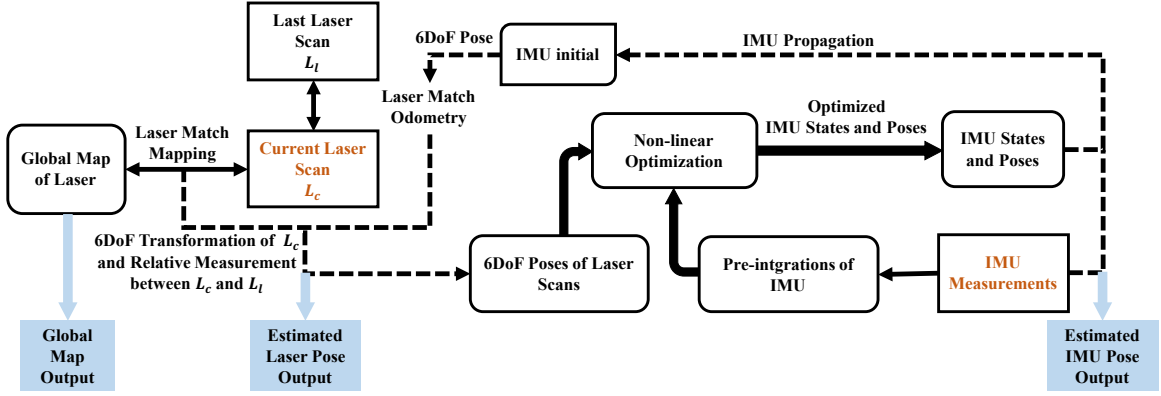 Last Laser
Scan
L_l
6DoF Pose
IMU initial
IMU Propagation
Laser Match
Odometry
Laser Match
Mapping
Global Map
of Laser
Current Laser
Scan
L_c
Non-linear
Optimization
Optimized
IMU States and Poses
IMU States
and Poses
6DoF Transformation of L_c
and Relative Measurement
between L_c and L_l
6DoF Poses of Laser
Scans
Pre-intgrations of
IMU
IMU
Measurements
Global
Map
Output
Estimated
Laser Pose
Output
Estimated
IMU Pose
Output